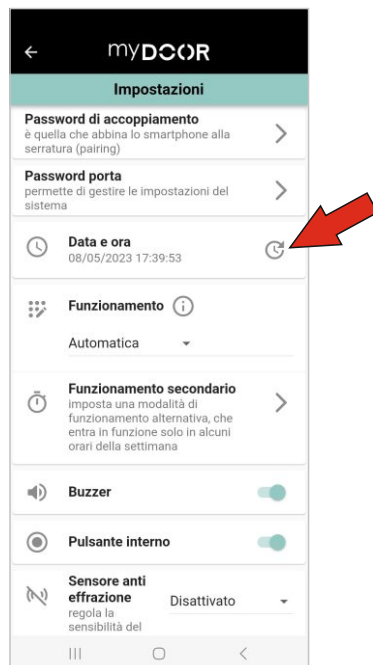 myDOOR
Impostazioni
Password di accoppiamento
è quella che abbina lo smartphone alla
serratura (pairing)
Password porta
permette di gestire le impostazioni del
sistema
Data e ora
08/05/2023 17:39:53
Funzionamento
Automatica
Funzionamento secondario
imposta una modalità di
funzionamento alternativa, che
entra in funzione solo in alcuni
orari della settimana
Buzzer
Pulsante interno
Sensore anti
effrazione
Disattivato
regola la
sensibilità del